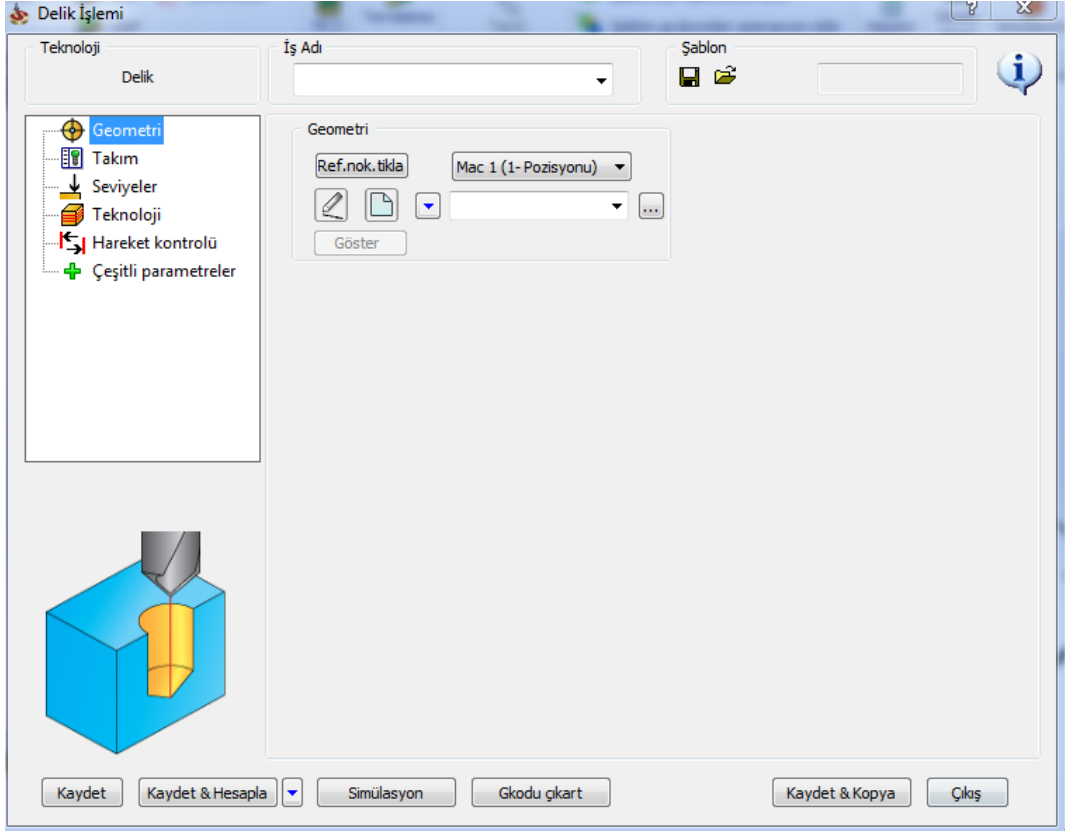 Delik İşlemi
Teknoloji
Delik
İş Adı
Şablon
Geometri
Takım
Seviyeler
Teknoloji
Hareket kontrolü
Çeşitli parametreler
Geometri
Ref.nok.tıkla
Mac 1 (1- Pozisyonu)
...
Göster
Kaydet
Kaydet & Hesapla
Simülasyon
Gkodu çıkart
Kaydet & Kopya
Çıkış